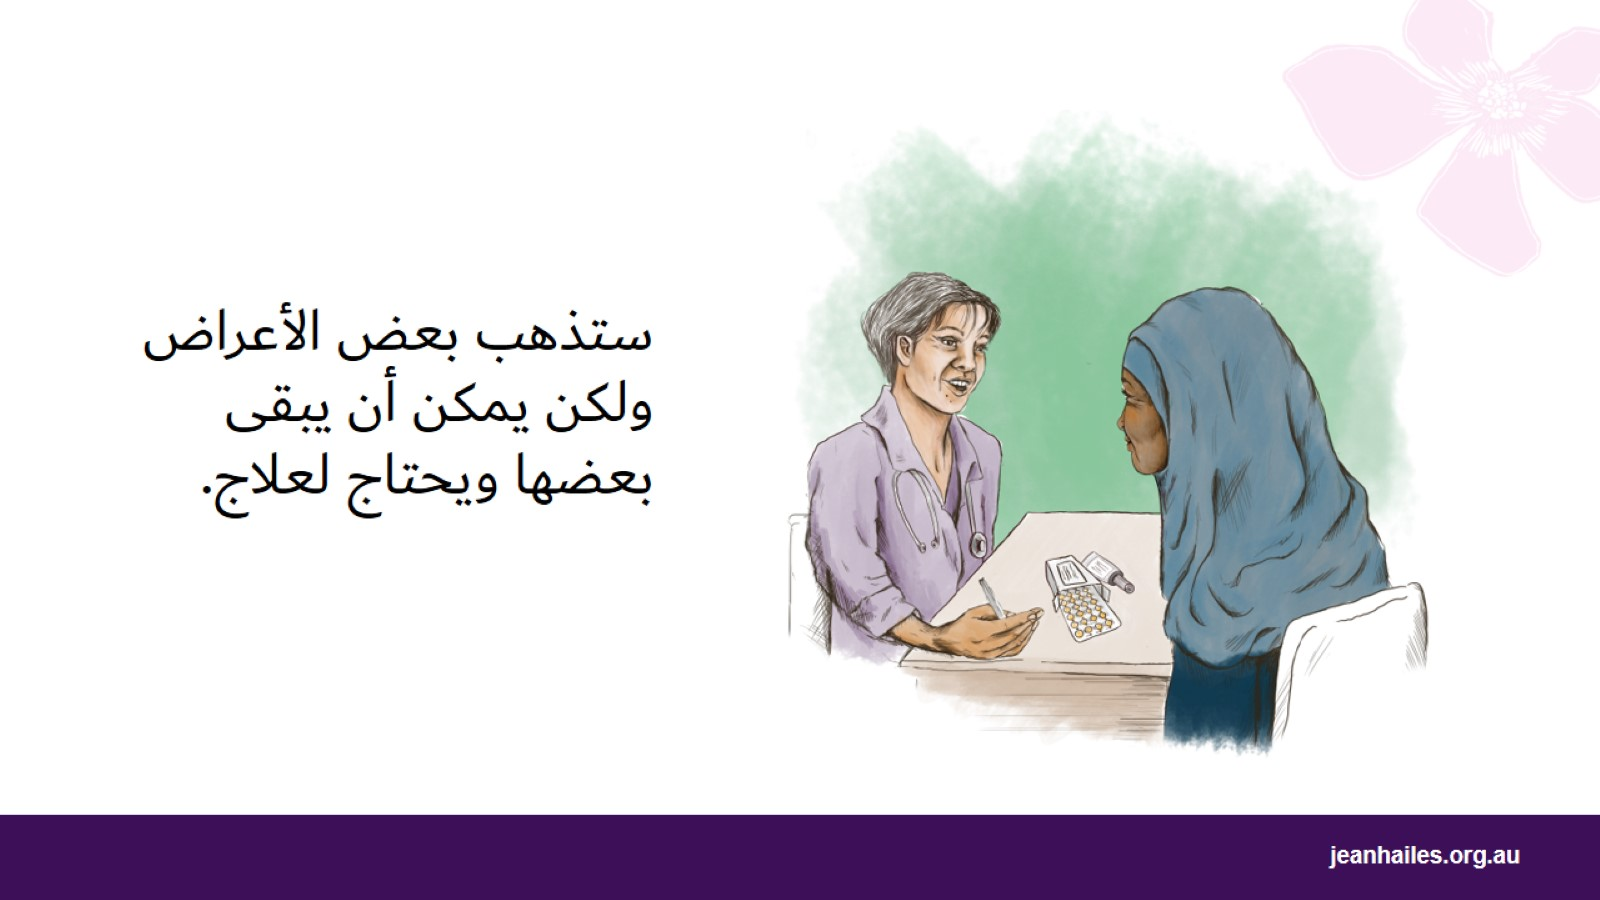 ستذهب بعض الأعراض
ولكن يمكن أن يبقى
بعضها ويحتاج لعلاج.
jeanhailes.org.au